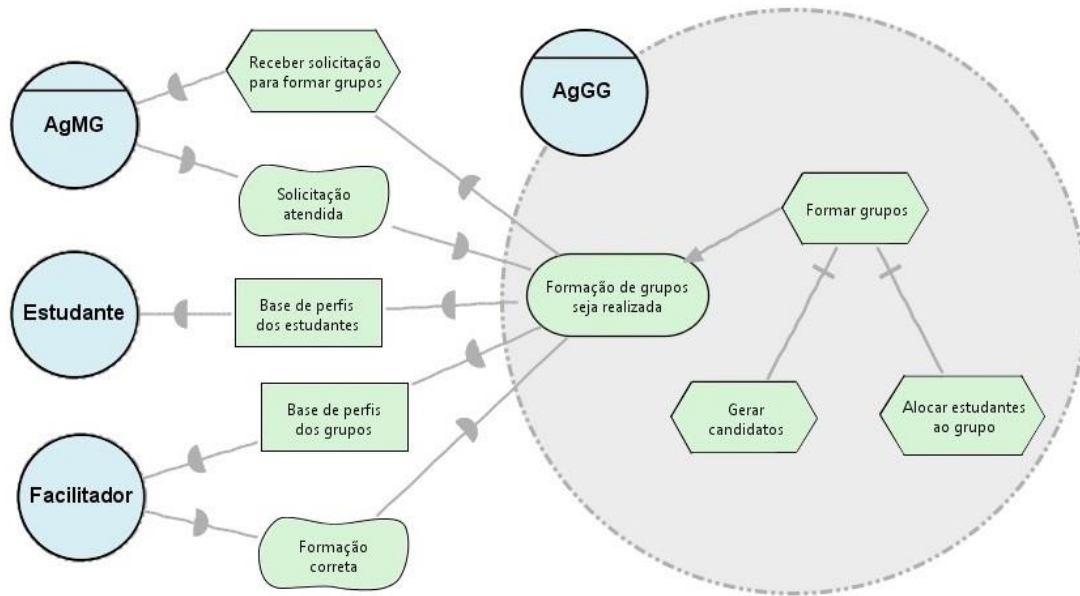 Receber solicitação
para formar grupos
AgMG
AgGG
Solicitação
atendida
Formar grupos
Estudante
Base de perfis
dos estudantes
Formação de grupos
seja realizada
Base de perfis
dos grupos
Gerar
candidatos
Alocar estudantes
ao grupo
Facilitador
Formação
correta